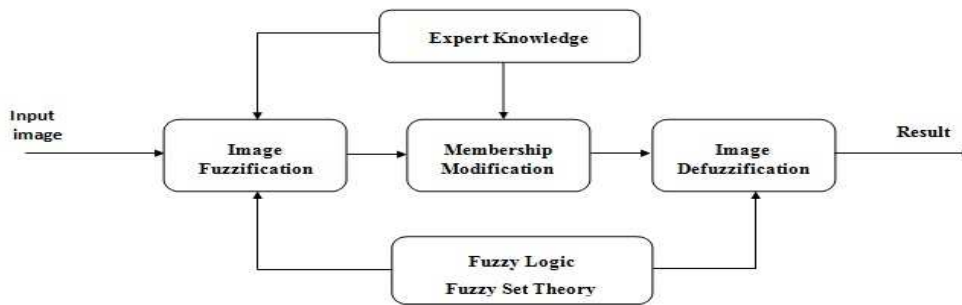 Expert Knowledge
Input
image
Image
Fuzzification
Membership
Modification
Image
Defuzzification
Result
Fuzzy Logic
Fuzzy Set Theory